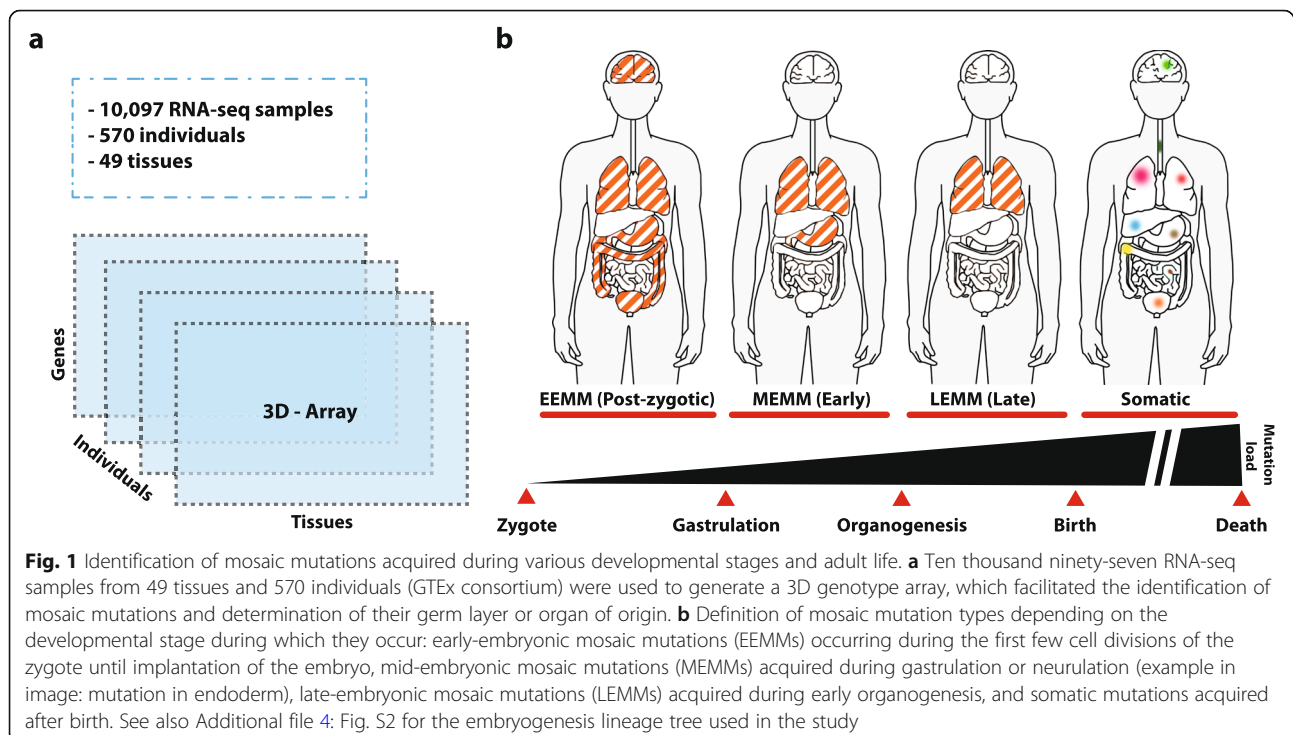 a
- 10,097 RNA-seq samples
- 570 individuals
- 49 tissues
Genes
3D - Array
Individuals
Tissues
b
EEMM (Post-zygotic)
MEMM (Early)
LEMM (Late)
Somatic
Mutation
load
Zygote
Gastrulation
Organogenesis
Birth
Death
Fig. 1 Identification of mosaic mutations acquired during various developmental stages and adult life. a Ten thousand ninety-seven RNA-seq
samples from 49 tissues and 570 individuals (GTEx consortium) were used to generate a 3D genotype array, which facilitated the identification of
mosaic mutations and determination of their germ layer or organ of origin. b Definition of mosaic mutation types depending on the
developmental stage during which they occur: early-embryonic mosaic mutations (EEMMs) occurring during the first few cell divisions of the
zygote until implantation of the embryo, mid-embryonic mosaic mutations (MEMMs) acquired during gastrulation or neurulation (example in
image: mutation in endoderm), late-embryonic mosaic mutations (LEMMs) acquired during early organogenesis, and somatic mutations acquired
after birth. See also Additional file 4: Fig. S2 for the embryogenesis lineage tree used in the study